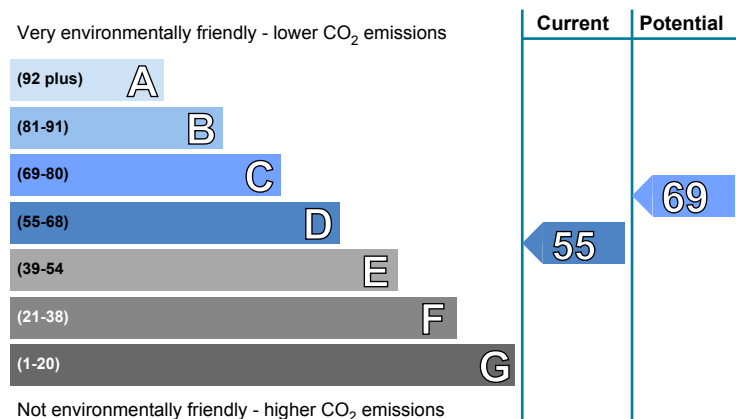 Current Potential
Very environmentally friendly - lower CO2 emissions
(92 plus) A
(81-91) B
(69-80) C
69
(55-68) D
55
(39-54 E
(21-38) F
(1-20) G
Not environmentally friendly - higher CO2 emissions